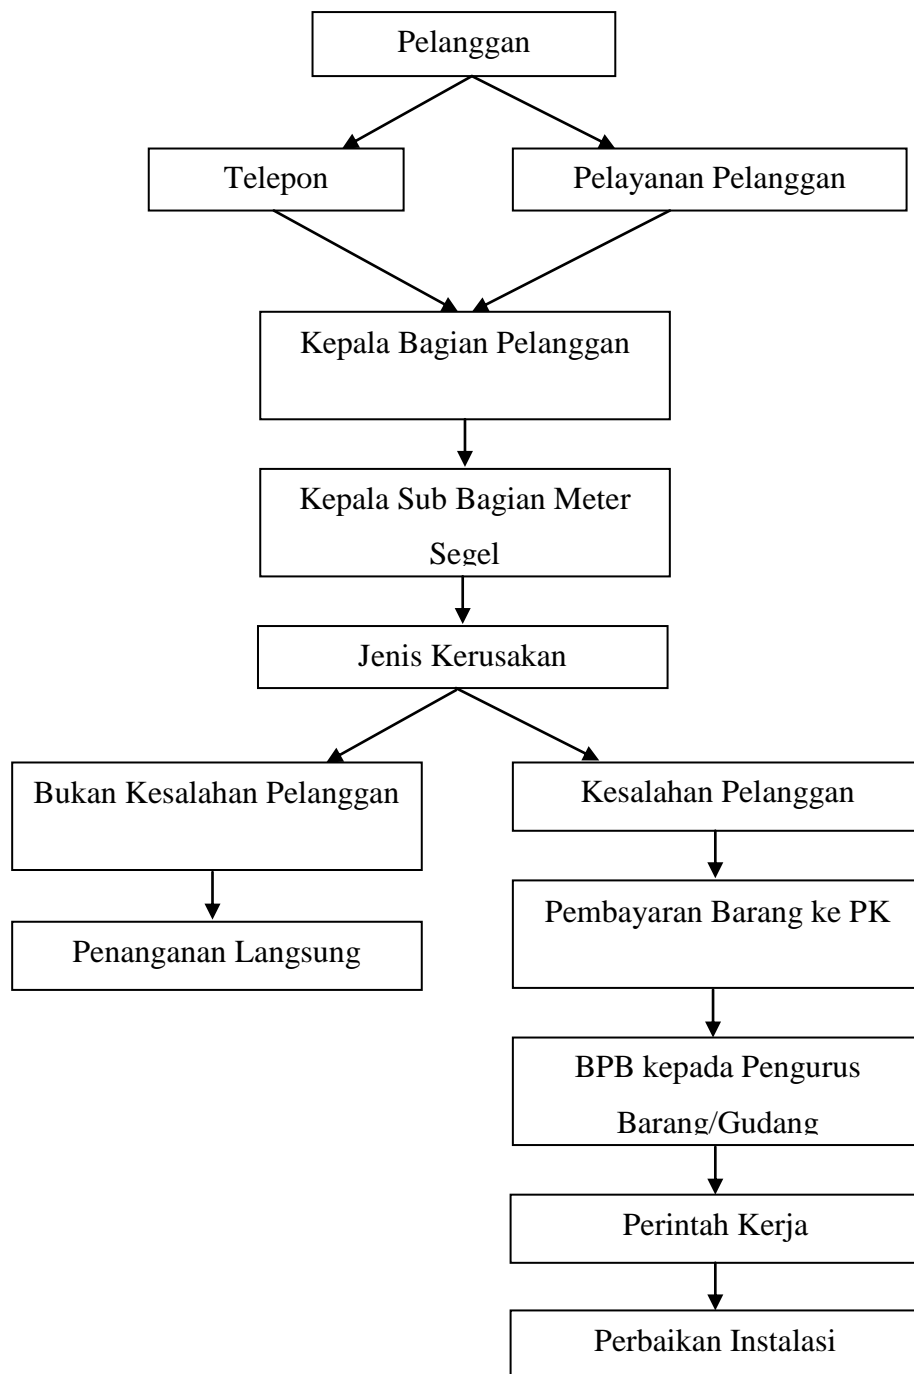 Pelanggan
Telepon
Pelayanan Pelanggan
Kepala Bagian Pelanggan
Kepala Sub Bagian Meter
Segel
Jenis Kerusakan
Bukan Kesalahan Pelanggan
Kesalahan Pelanggan
Penanganan Langsung
Pembayaran Barang ke PK
BPB kepada Pengurus
Barang/Gudang
Perintah Kerja
Perbaikan Instalasi